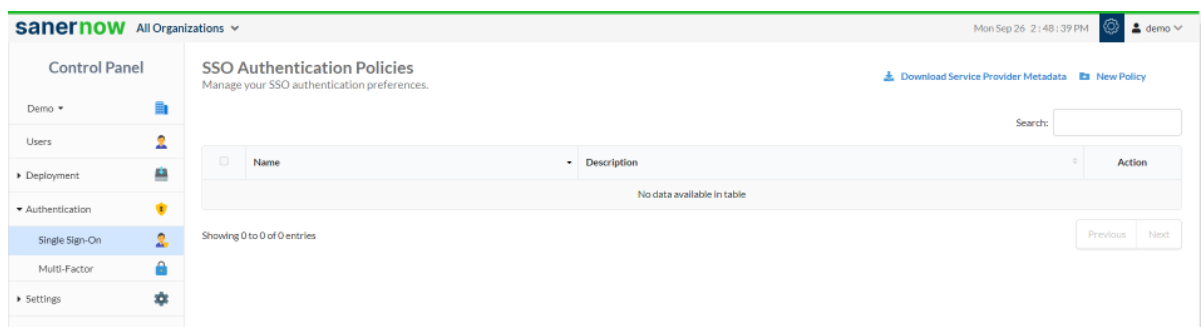 sanernow All Organizations
Mon Sep 26 2:48:39 PM demo
Control Panel
Demo
Users
Deployment
Authentication
Single Sign-On
Multi-Factor
Settings
SSO Authentication Policies
Manage your SSO authentication preferences.
Download Service Provider Metadata New Policy
Search:
Name Description Action
No data available in table
Showing 0 to 0 of 0 entries
Previous Next